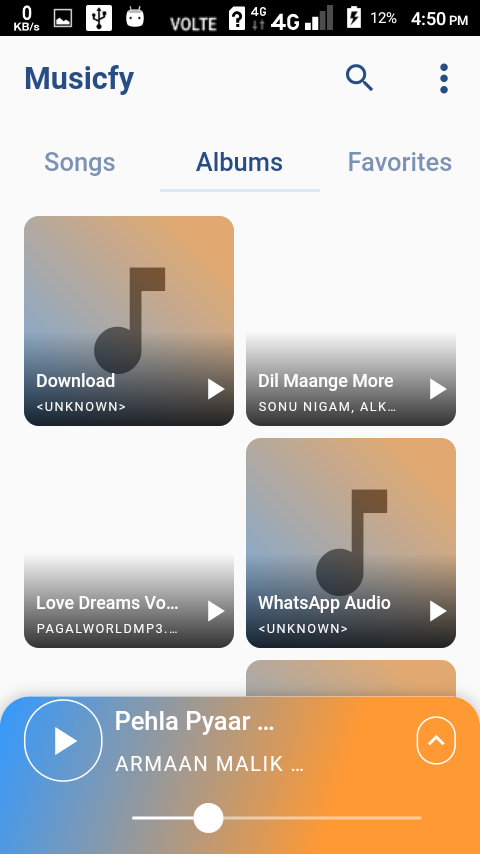 0
KB/s
VOLTE
?
4G
4G
12%
4:50 PM
Musicfy
Songs
Albums
Favorites
Download
<UNKNOWN>
Dil Maange More
SONU NIGAM, ALK…
Love Dreams Vo…
PAGALWORLDMP3.…
WhatsApp Audio
<UNKNOWN>
Pehla Pyaar …
ARMAAN MALIK …